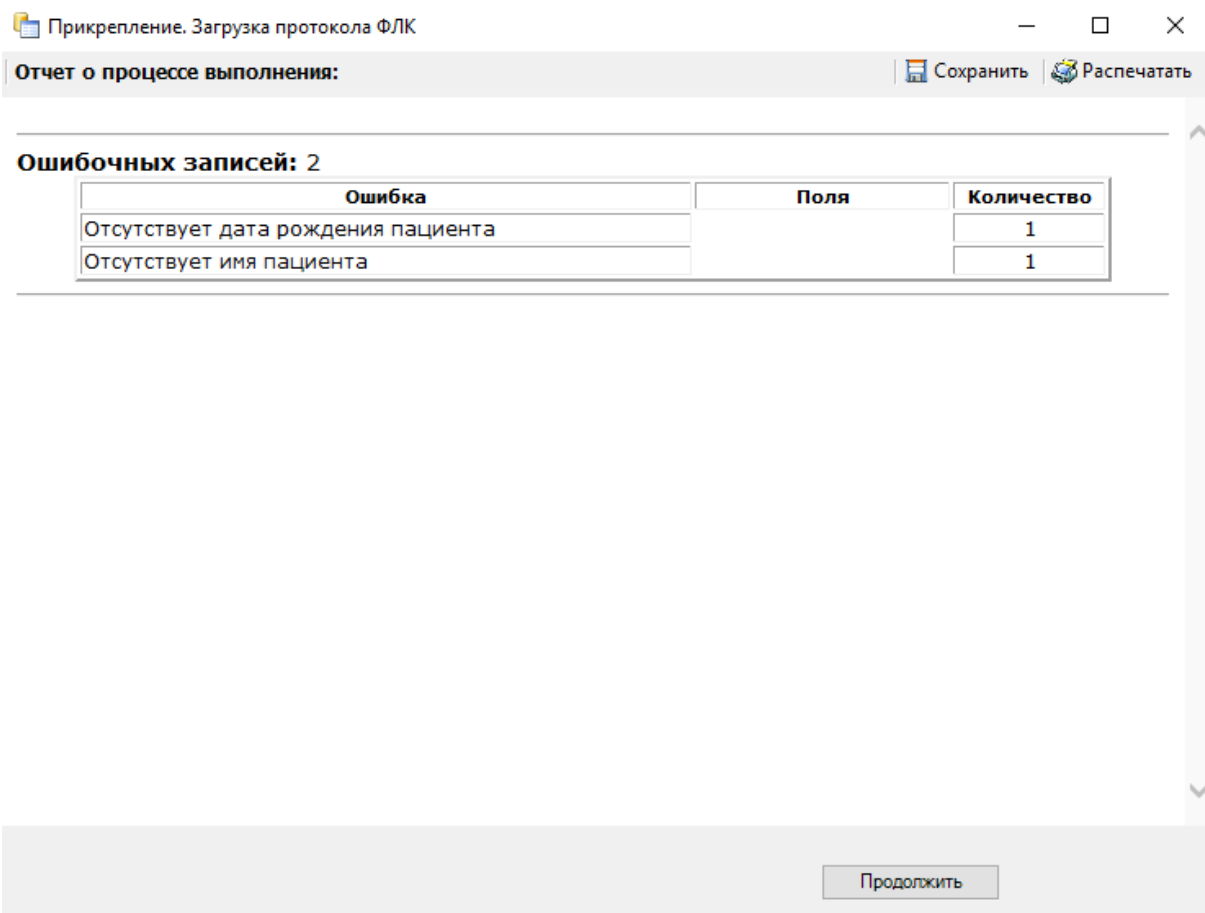 Прикрепление. Загрузка протокола ФЛК
Отчет о процессе выполнения: Сохранить Распечатать
Ошибочных записей: 2
Ошибка Поля Количество
Отсутствует дата рождения пациента 1
Отсутствует имя пациента 1
Продолжить